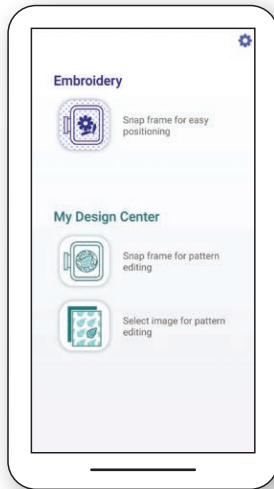 Embroidery
Snap frame for easy
positioning
My Design Center
Snap frame for pattern
editing
Select image for pattern
editing